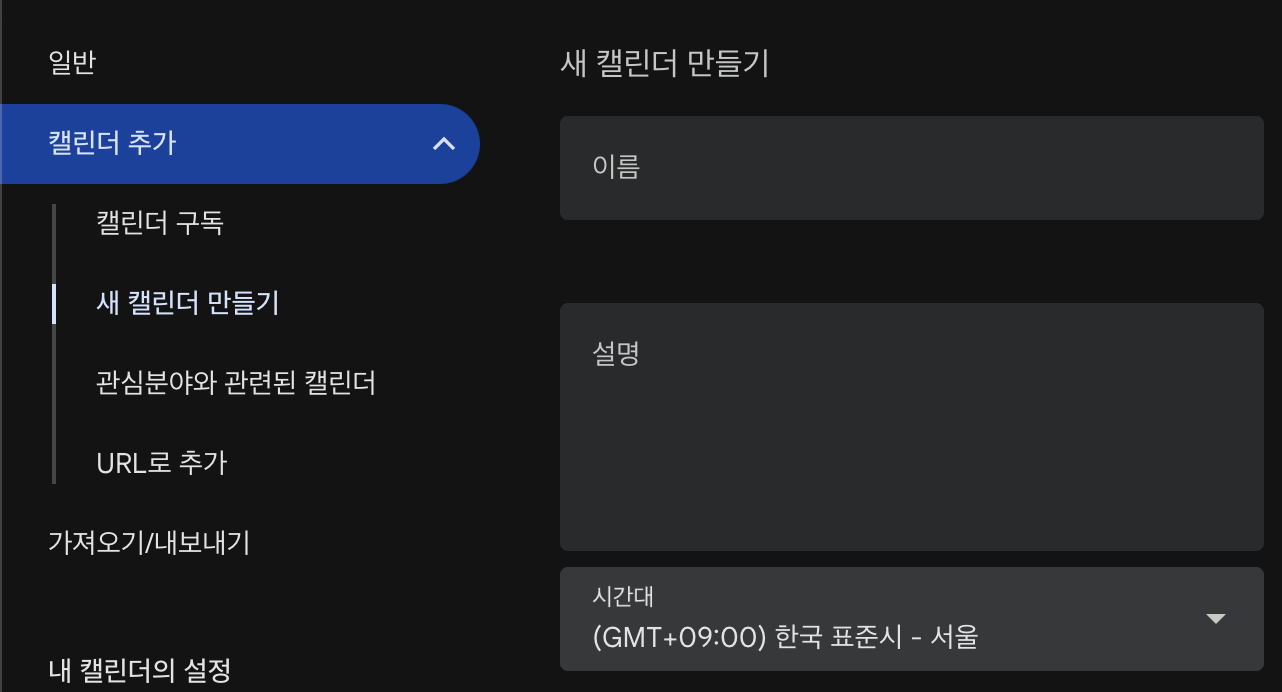 일반
캘린더 추가
캘린더 구독
새 캘린더 만들기
관심분야와 관련된 캘린더
URL로 추가
가져오기/내보내기
내 캘린더의 설정
새 캘린더 만들기
이름
설명
시간대
(GMT+09:00) 한국 표준시 - 서울